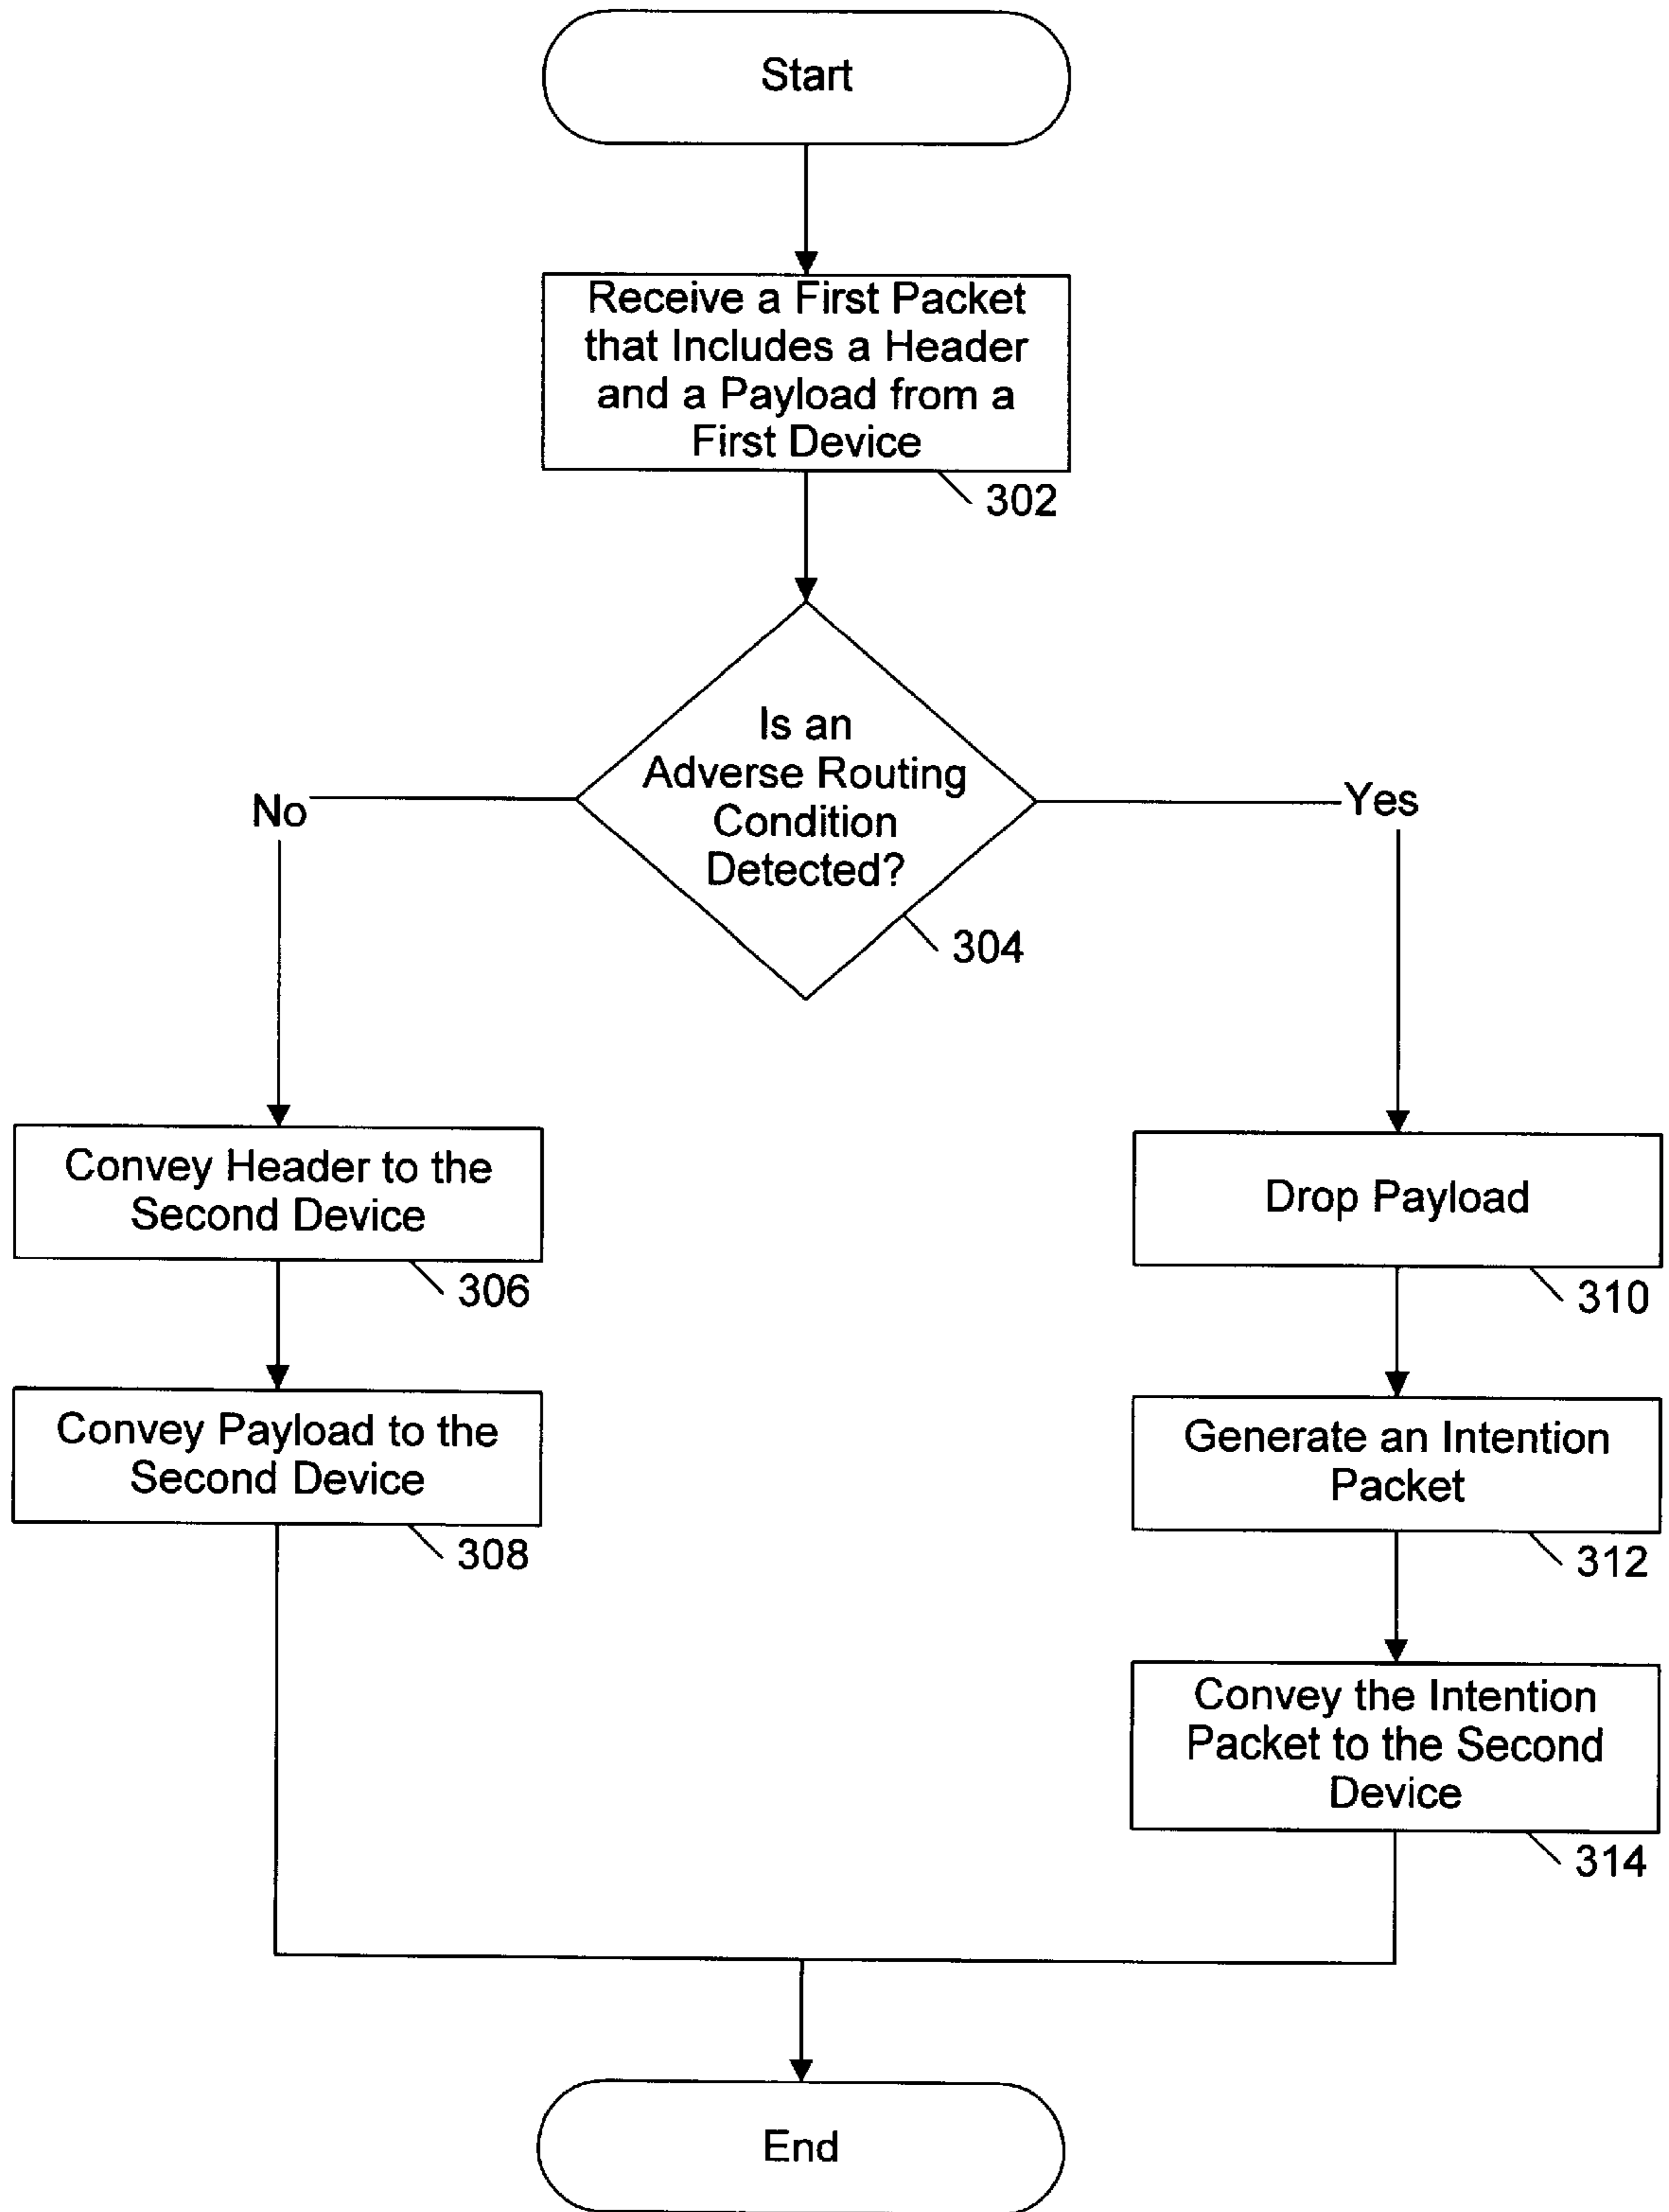 Start
Receive a First Packet
that Includes a Header
and a Payload from a
First Device
302
Is an
Adverse Routing
Condition
Detected?
304
No
Yes
Convey Header to the
Second Device
306
Convey Payload to the
Second Device
308
Drop Payload
310
Generate an Intention
Packet
312
Convey the Intention
Packet to the Second
Device
314
End